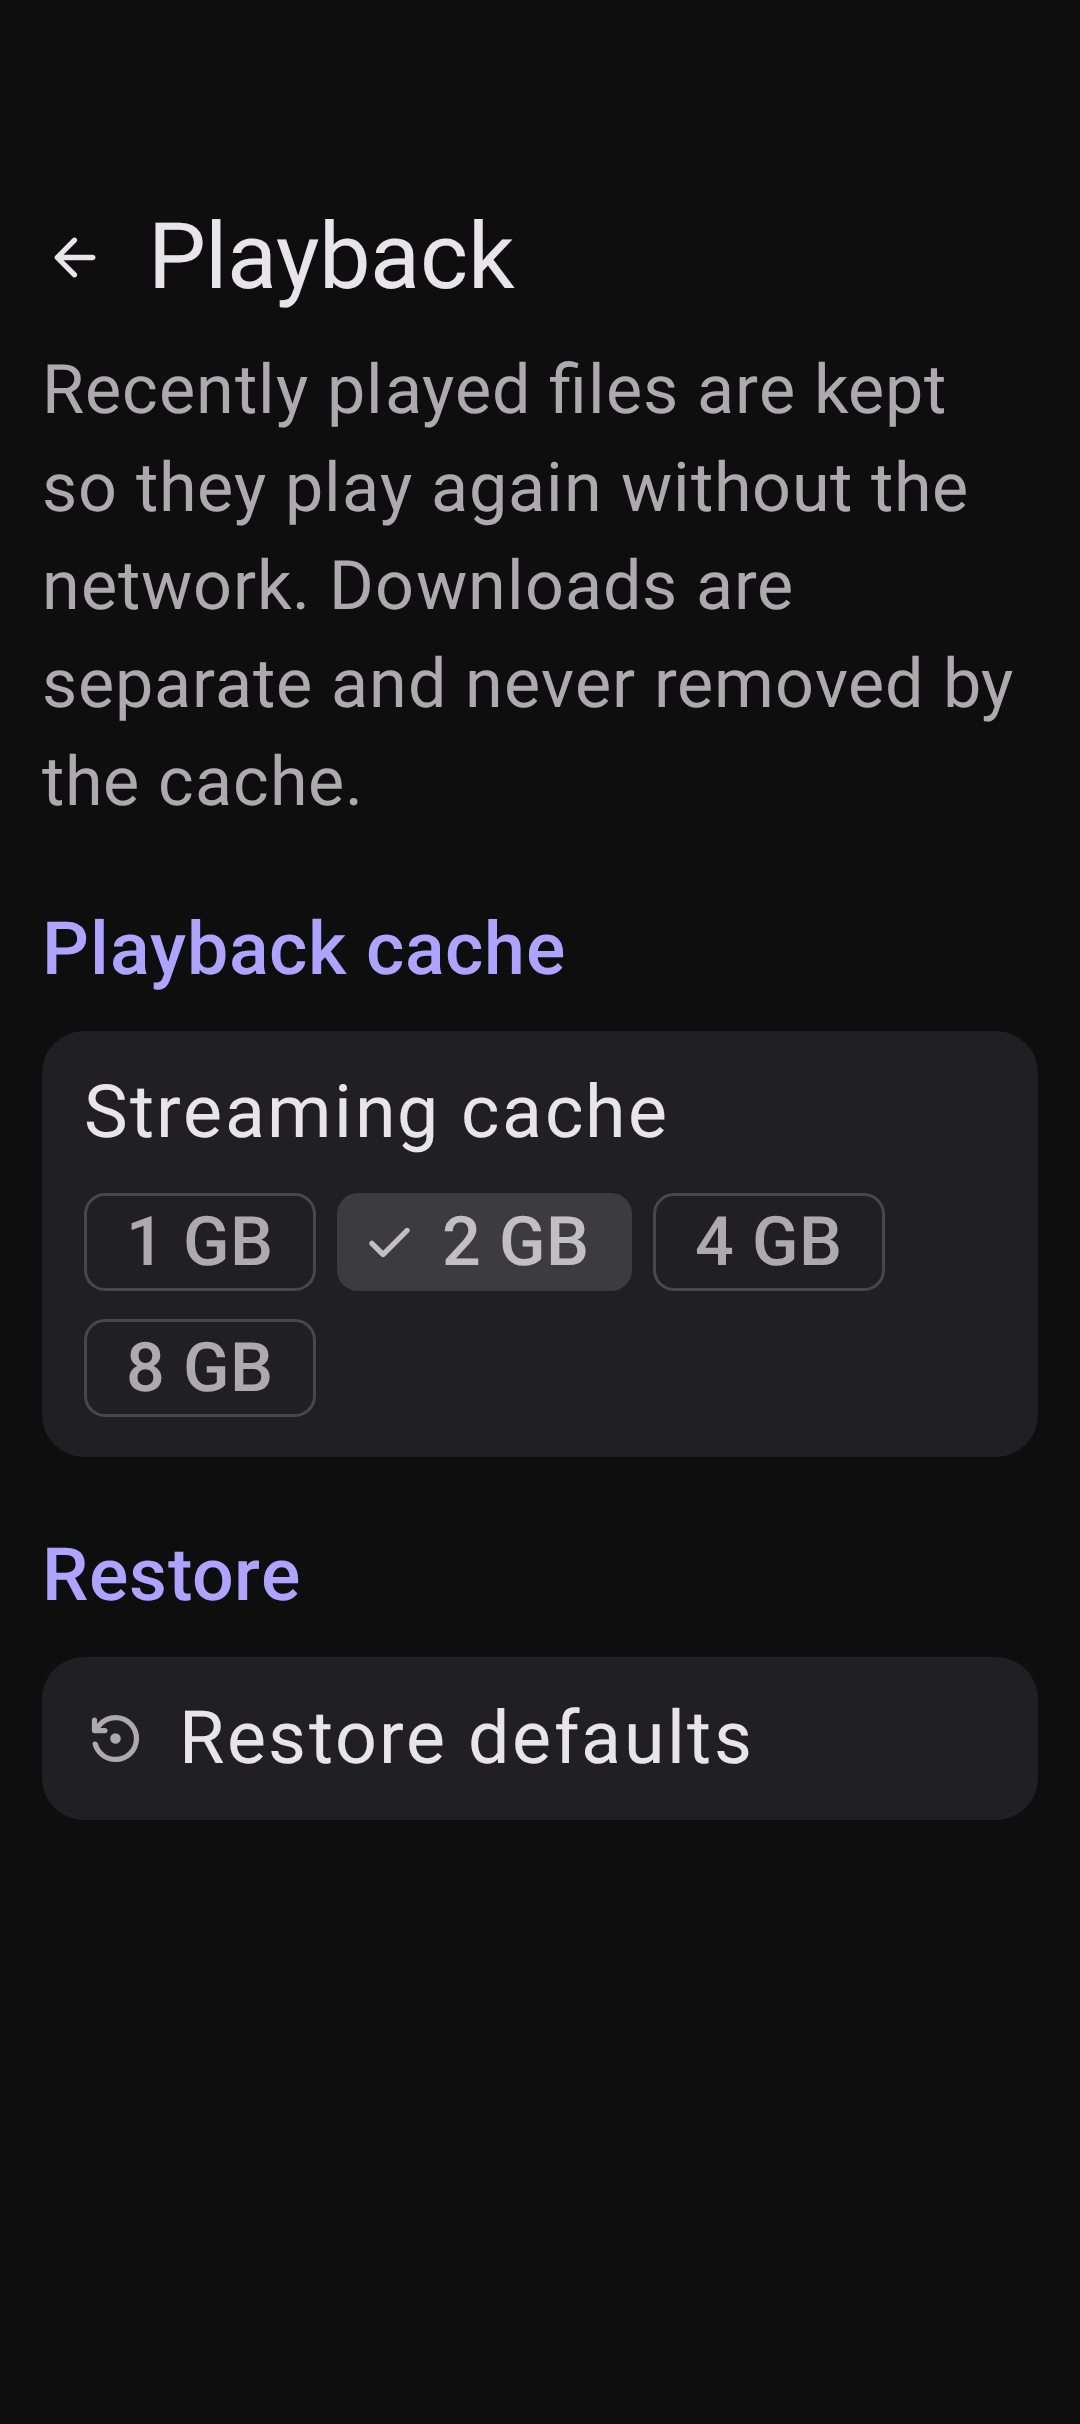 Playback
Recently played files are kept
so they play again without the
network. Downloads are
separate and never removed by
the cache.
Playback cache
Streaming cache
1 GB
2 GB
4 GB
8 GB
Restore
Restore defaults